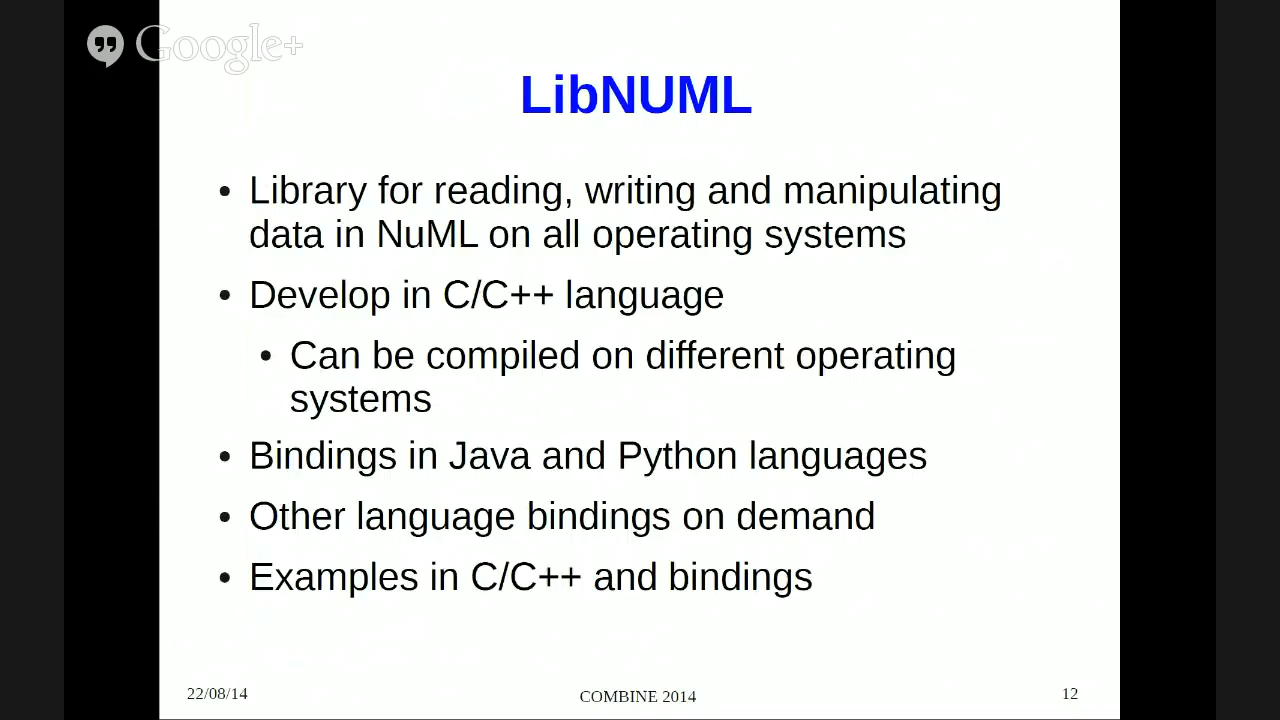 Google+
LibNUML
• Library for reading, writing and manipulating
data in NuML on all operating systems
• Develop in C/C++ language
• Can be compiled on different operating
systems
• Bindings in Java and Python languages
• Other language bindings on demand
• Examples in C/C++ and bindings
22/08/14
COMBINE 2014
12